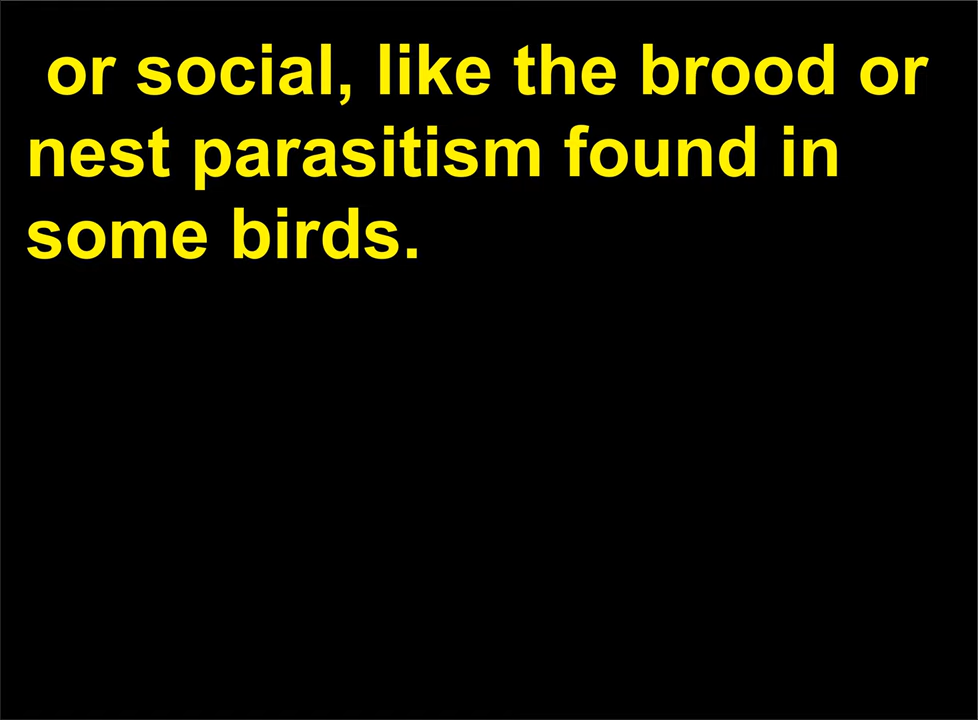 or social, like the brood or
nest parasitism found in
some birds.